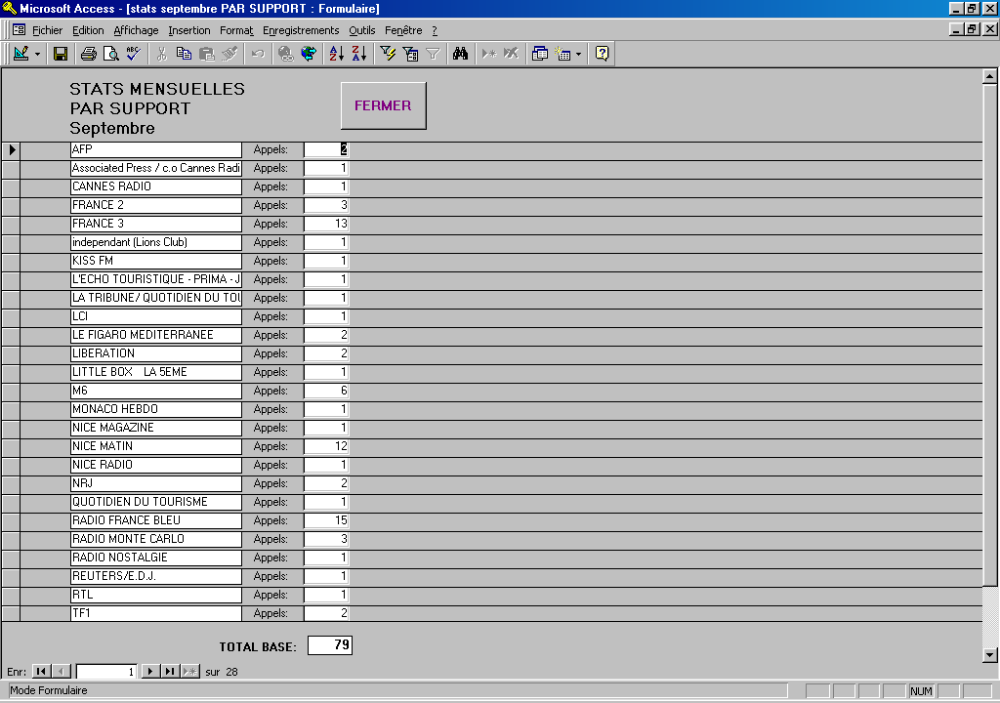 Microsoft Access - [stats septembre PAR SUPPORT : Formulaire]
Fichier Edition Affichage Insertion Format Enregistrements Outils Fenêtre ?
STATS MENSUELLES
PAR SUPPORT
Septembre
FERMER
AFP Appels: 2
Associated Press / c.o Cannes Radi Appels: 1
CANNES RADIO Appels: 1
FRANCE 2 Appels: 3
FRANCE 3 Appels: 13
independant (Lions Club) Appels: 1
KISS FM Appels: 1
L'ECHO TOURISTIQUE - PRIMA - J Appels: 1
LA TRIBUNE/ QUOTIDIEN DU TOU Appels: 1
LCI Appels: 1
LE FIGARO MEDITERRANEE Appels: 2
LIBERATION Appels: 2
LITTLE BOX LA 5EME Appels: 1
M6 Appels: 6
MONACO HEBDO Appels: 1
NICE MAGAZINE Appels: 1
NICE MATIN Appels: 12
NICE RADIO Appels: 1
NRJ Appels: 2
QUOTIDIEN DU TOURISME Appels: 1
RADIO FRANCE BLEU Appels: 15
RADIO MONTE CARLO Appels: 3
RADIO NOSTALGIE Appels: 1
REUTERS/E.D.J. Appels: 1
RTL Appels: 1
TF1 Appels: 2
TOTAL BASE: 79
Enr: 1 sur 28
Mode Formulaire NUM